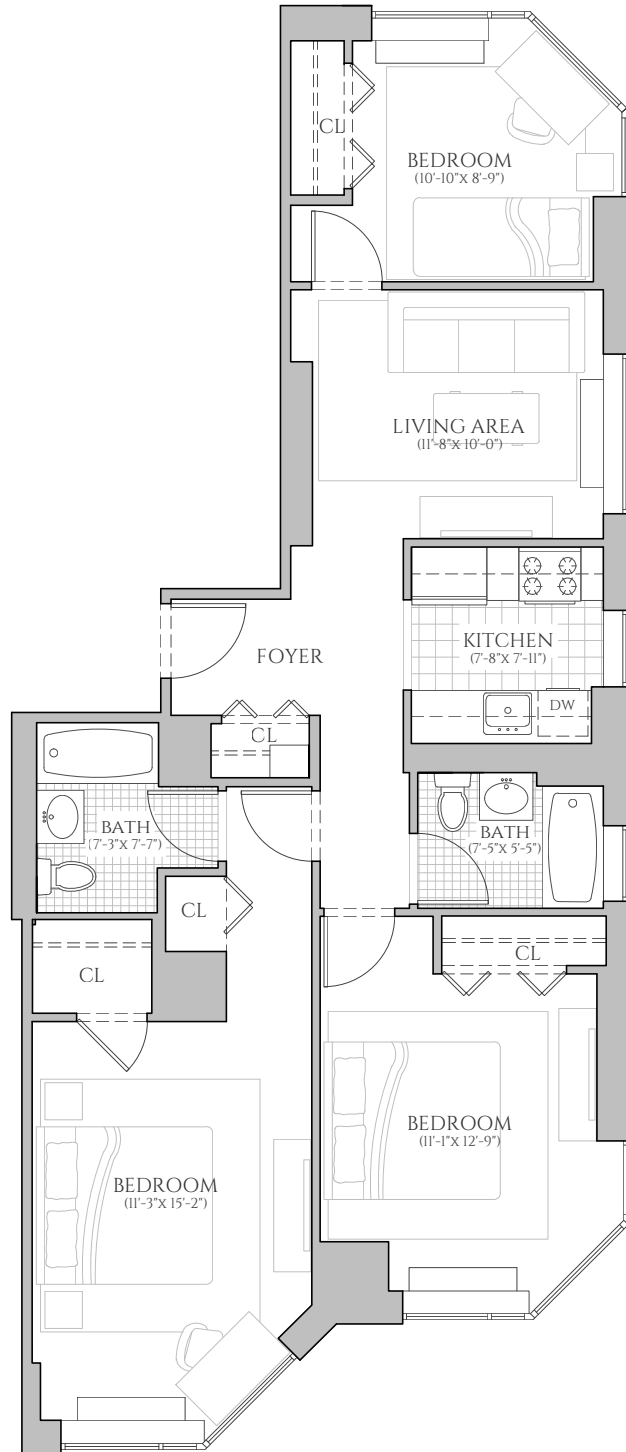 CL
BEDROOM
(10'-10"X 8'-9")
LIVING AREA
(11'-8"X 10'-0")
KITCHEN
(7'-8"X 7'-11")
FOYER
DW
CL
BATH
(7'-3"X 7'-7")
BATH
(7'-5"X 5'-5")
CL
CL
CL
BEDROOM
(11'-1"X 12'-9")
BEDROOM
(11'-3"X 15'-2")